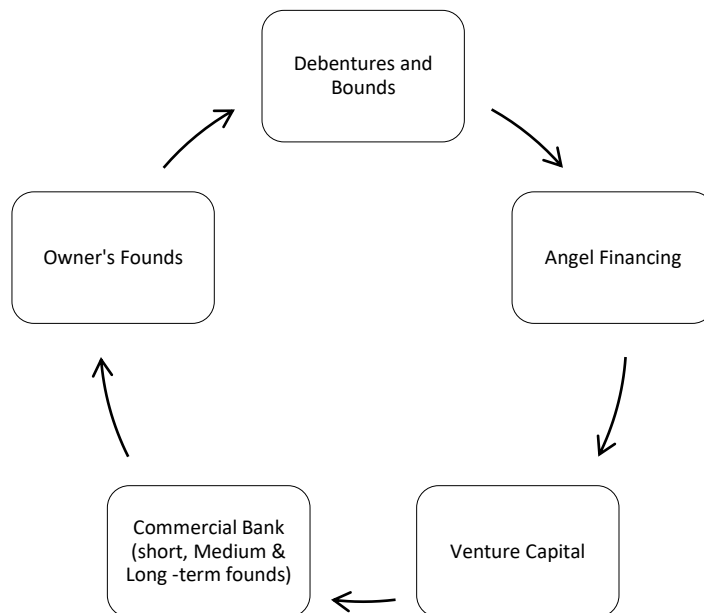 Debentures and
Bounds
Angel Financing
Venture Capital
Commercial Bank
(short, Medium &
Long -term founds)
Owner's Founds